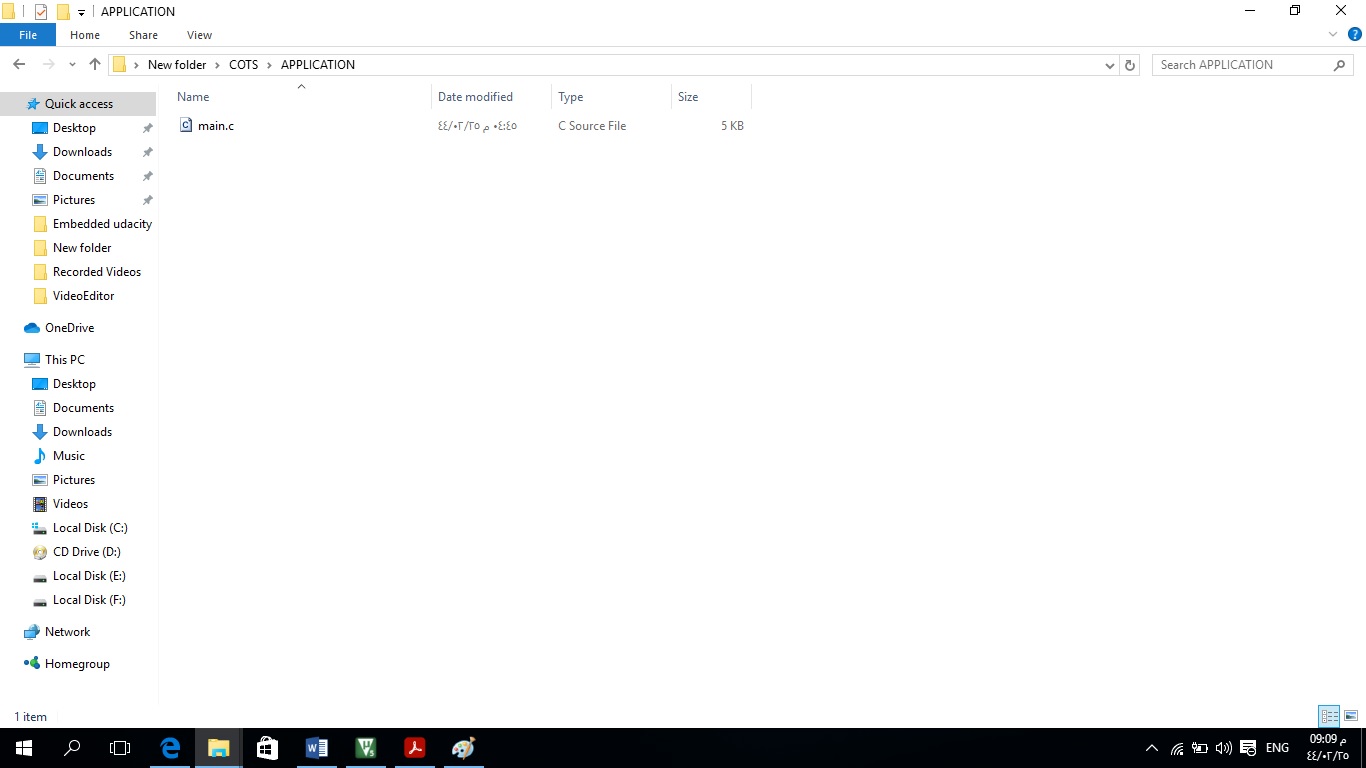 APPLICATION
File Home Share View
New folder COTS APPLICATION Search APPLICATION
Name Date modified Type Size
main.c ٤٤/٠٢/٢٥ م ٠٤:٤٥ C Source File 5 KB
Quick access
Desktop
Downloads
Documents
Pictures
Embedded udacity
New folder
Recorded Videos
VideoEditor
OneDrive
This PC
Desktop
Documents
Downloads
Music
Pictures
Videos
Local Disk (C:)
CD Drive (D:)
Local Disk (E:)
Local Disk (F:)
Network
Homegroup
1 item
ENG 09:09 م
٤٤/٠٢/٢٥